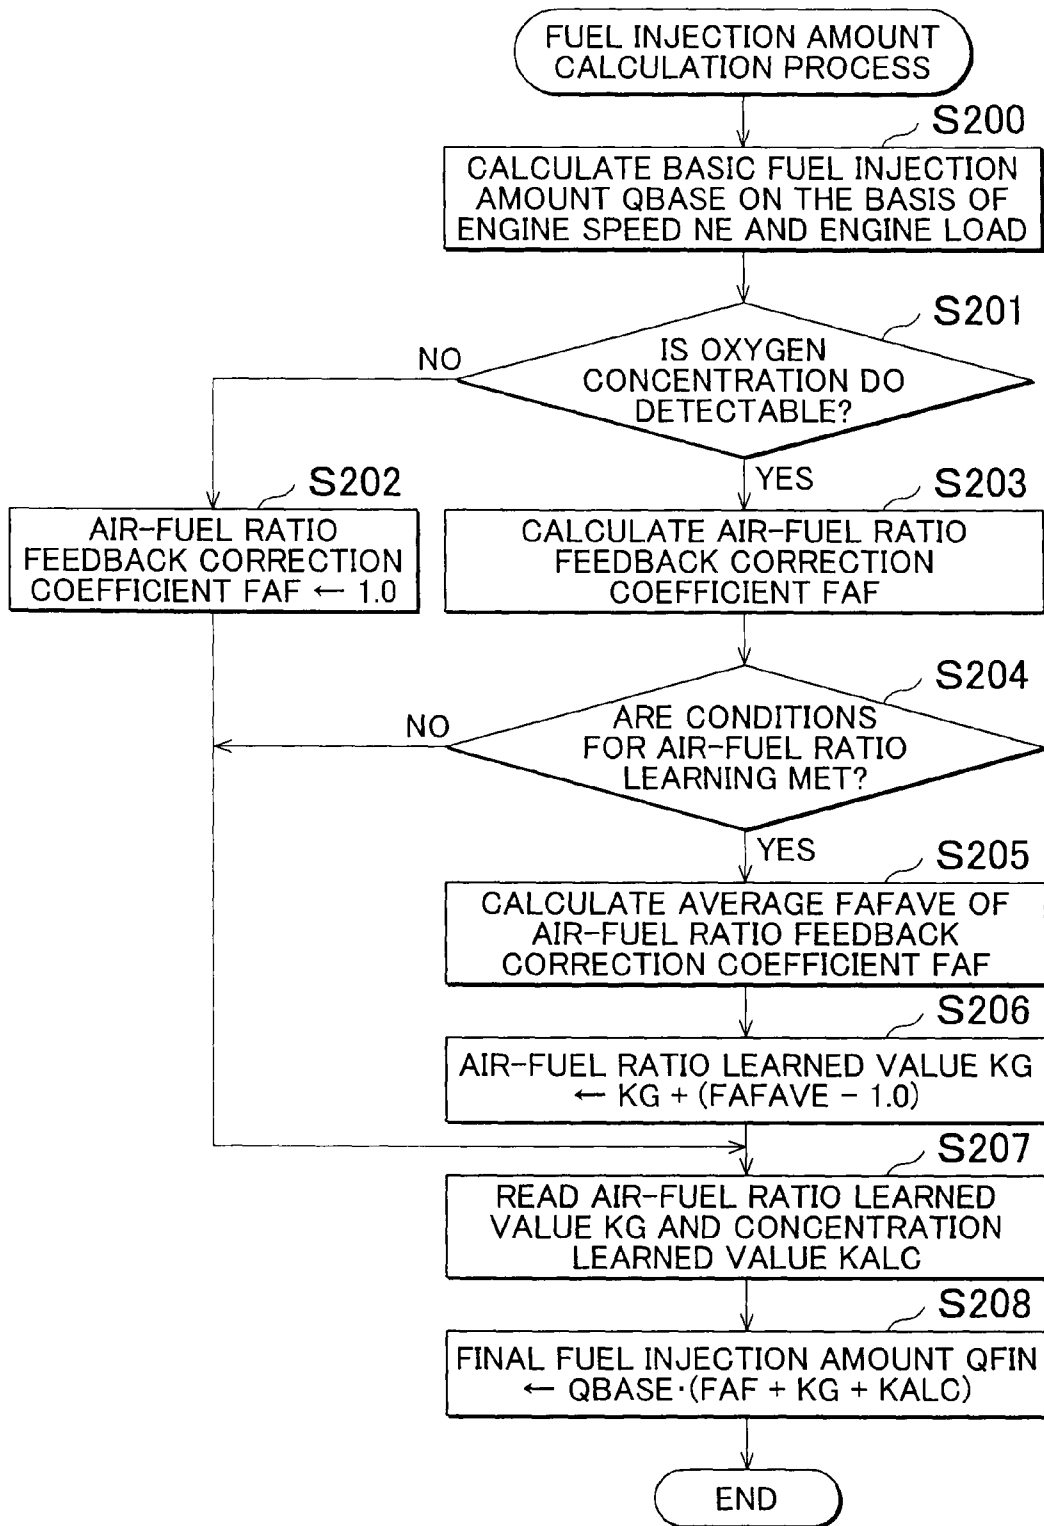 FUEL INJECTION AMOUNT
CALCULATION PROCESS
S200
CALCULATE BASIC FUEL INJECTION
AMOUNT QBASE ON THE BASIS OF
ENGINE SPEED NE AND ENGINE LOAD
S201
IS OXYGEN
CONCENTRATION DO
DETECTABLE?
NO
YES
S202
AIR-FUEL RATIO
FEEDBACK CORRECTION
COEFFICIENT FAF ← 1.0
S203
CALCULATE AIR-FUEL RATIO
FEEDBACK CORRECTION
COEFFICIENT FAF
S204
ARE CONDITIONS
FOR AIR-FUEL RATIO
LEARNING MET?
NO
YES
S205
CALCULATE AVERAGE FAFAVE OF
AIR-FUEL RATIO FEEDBACK
CORRECTION COEFFICIENT FAF
S206
AIR-FUEL RATIO LEARNED VALUE KG
← KG + (FAFAVE − 1.0)
S207
READ AIR-FUEL RATIO LEARNED
VALUE KG AND CONCENTRATION
LEARNED VALUE KALC
S208
FINAL FUEL INJECTION AMOUNT QFIN
← QBASE·(FAF + KG + KALC)
END